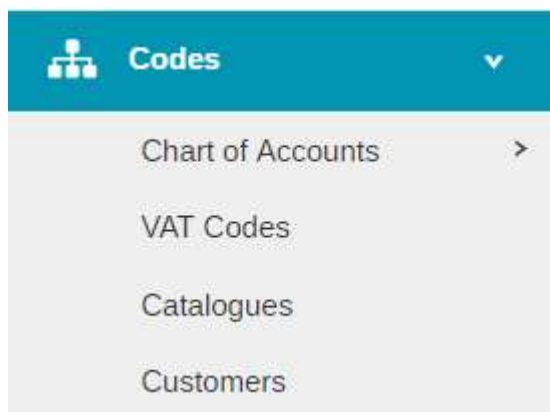 Codes
Chart of Accounts
VAT Codes
Catalogues
Customers